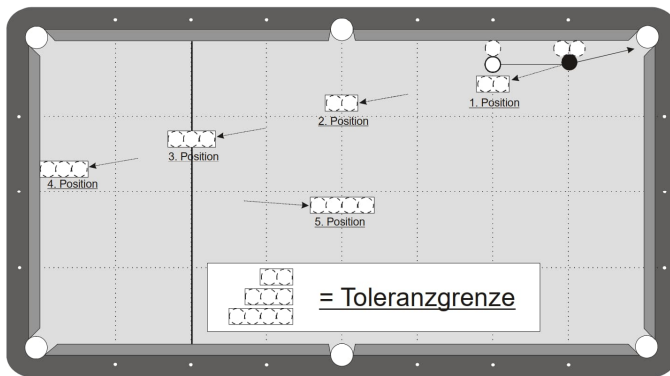 1. Position
2. Position
3. Position
4. Position
5. Position
= Toleranzgrenze